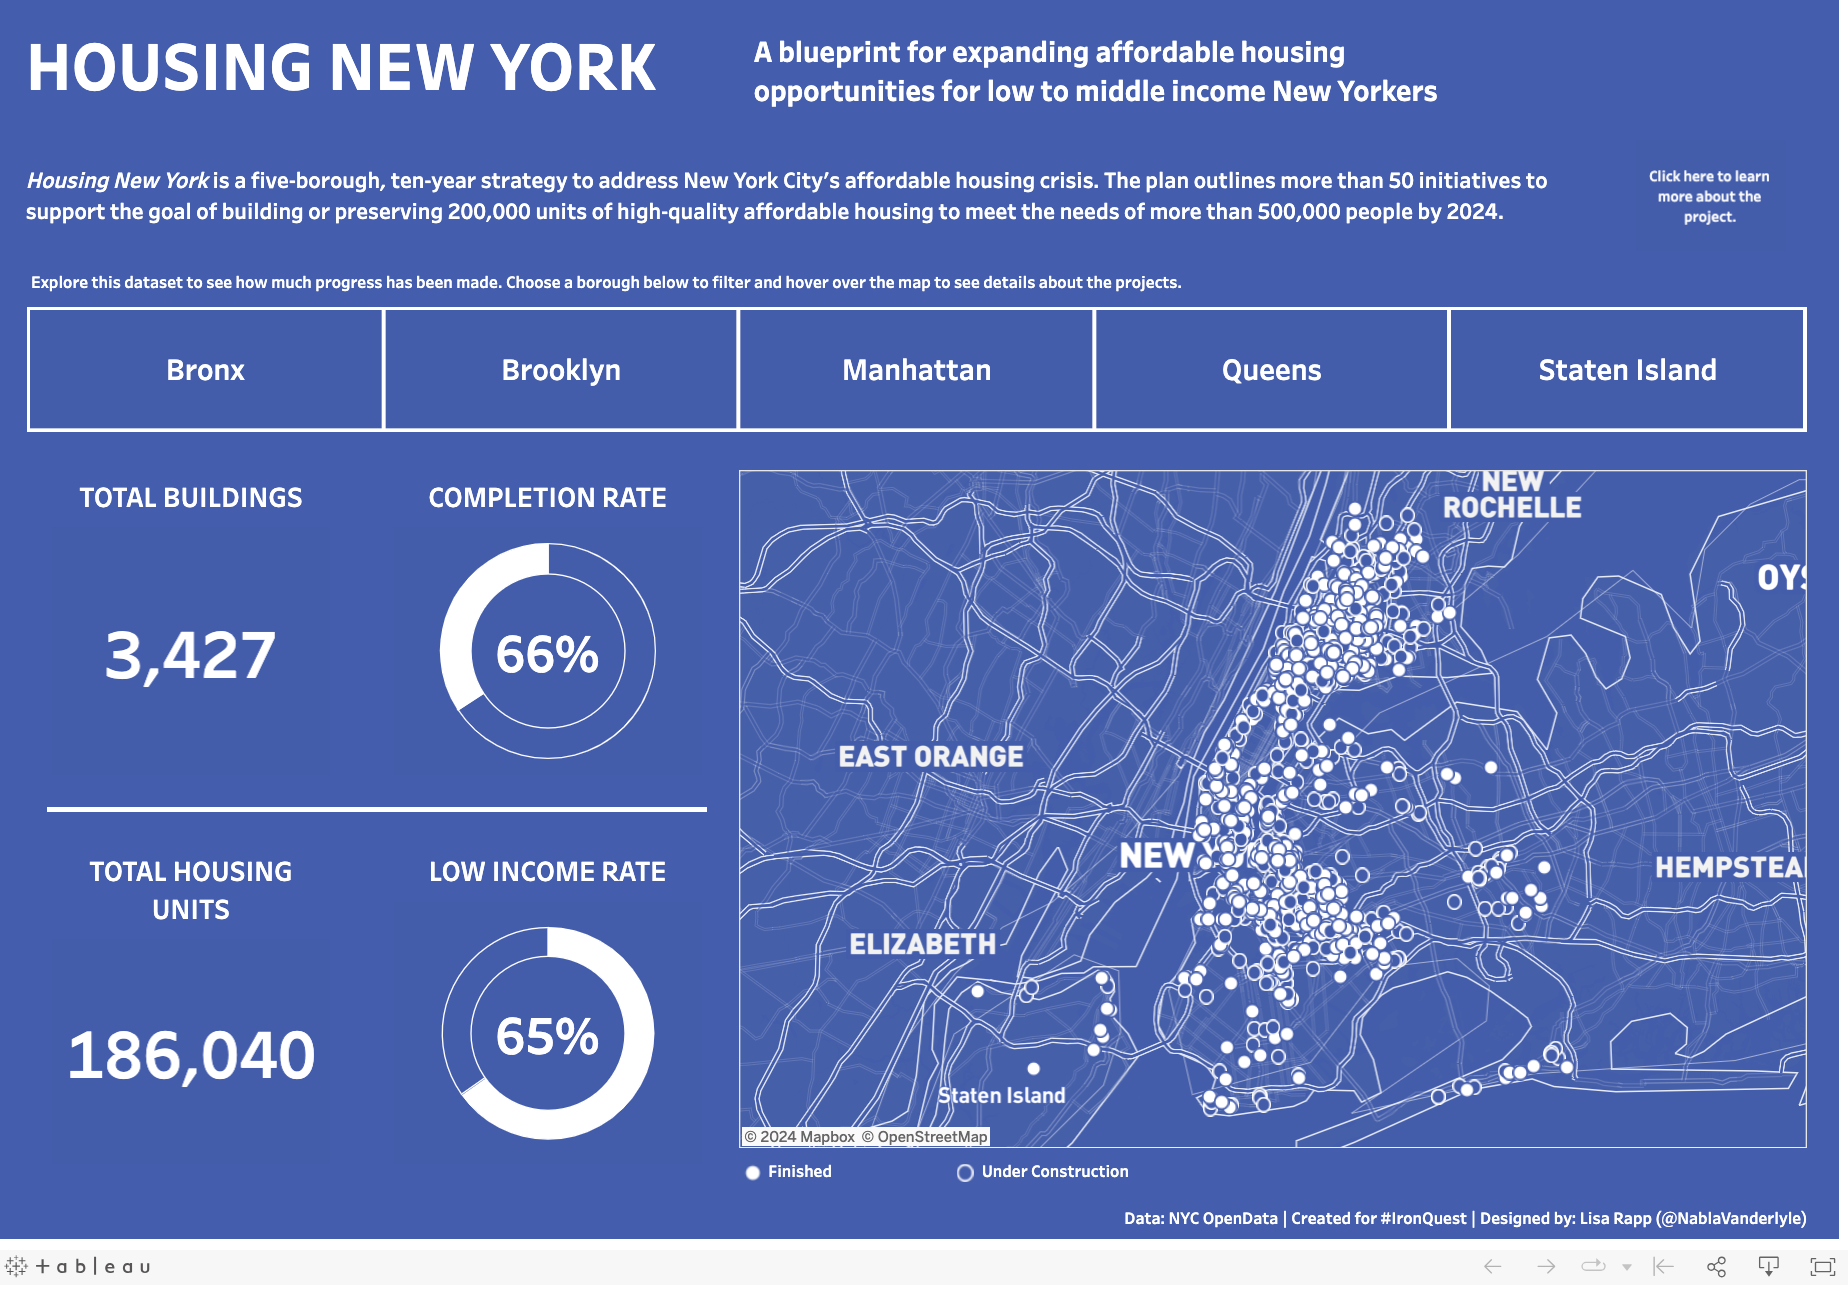 HOUSING NEW YORK
A blueprint for expanding affordable housing
opportunities for low to middle income New Yorkers
Housing New York is a five-borough, ten-year strategy to address New York City's affordable housing crisis. The plan outlines more than 50 initiatives to
support the goal of building or preserving 200,000 units of high-quality affordable housing to meet the needs of more than 500,000 people by 2024.
Click here to learn
more about the
project.
Explore this dataset to see how much progress has been made. Choose a borough below to filter and hover over the map to see details about the projects.
Bronx
Brooklyn
Manhattan
Queens
Staten Island
TOTAL BUILDINGS
3,427
COMPLETION RATE
66%
TOTAL HOUSING
UNITS
186,040
LOW INCOME RATE
65%
NEW
ROCHELLE
OYS
EAST ORANGE
NEW Y
HEMPSTEA
ELIZABETH
Staten Island
© 2024 Mapbox © OpenStreetMap
Finished
Under Construction
Data: NYC OpenData | Created for #IronQuest | Designed by: Lisa Rapp (@NablaVanderlyle)
tableau